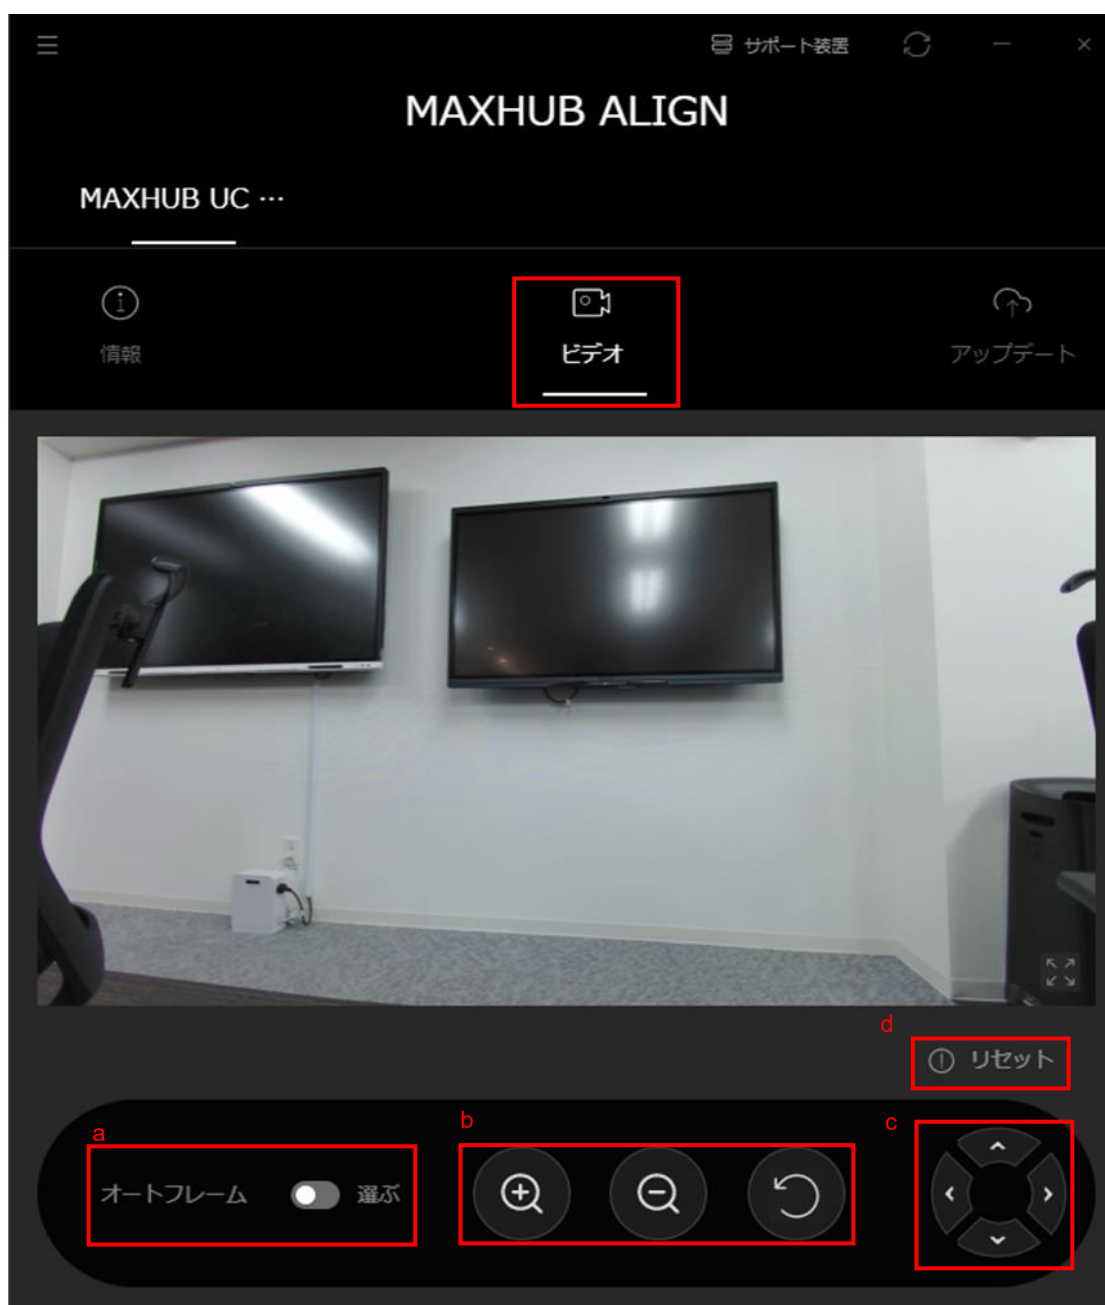 サポート装置
MAXHUB ALIGN
MAXHUB UC …
情報
ビデオ
アップデート
d
リセット
a
b
c
オートフレーム 選ぶ